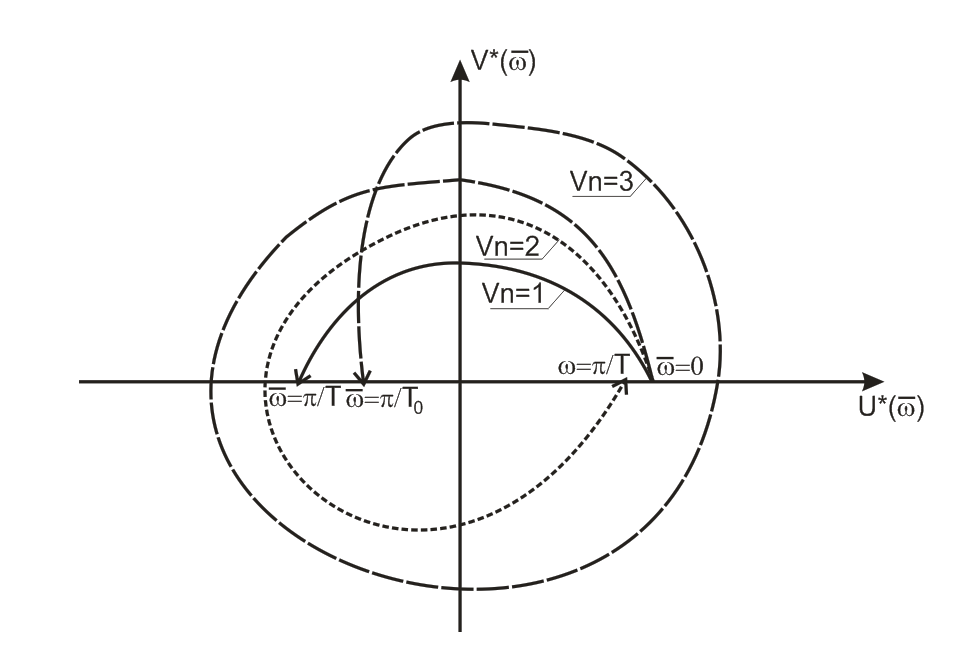 V*(ω̅)
Vn=3
Vn=2
Vn=1
ω=π/T
ω̅=0
ω̅=π/T
ω̅=π/T₀
U*(ω̅)